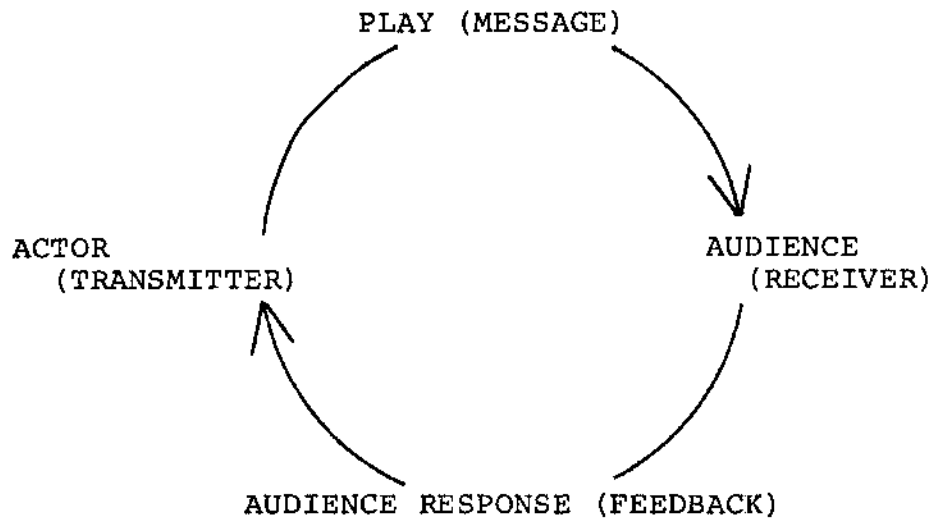 PLAY (MESSAGE)
ACTOR
(TRANSMITTER)
AUDIENCE
(RECEIVER)
AUDIENCE RESPONSE (FEEDBACK)